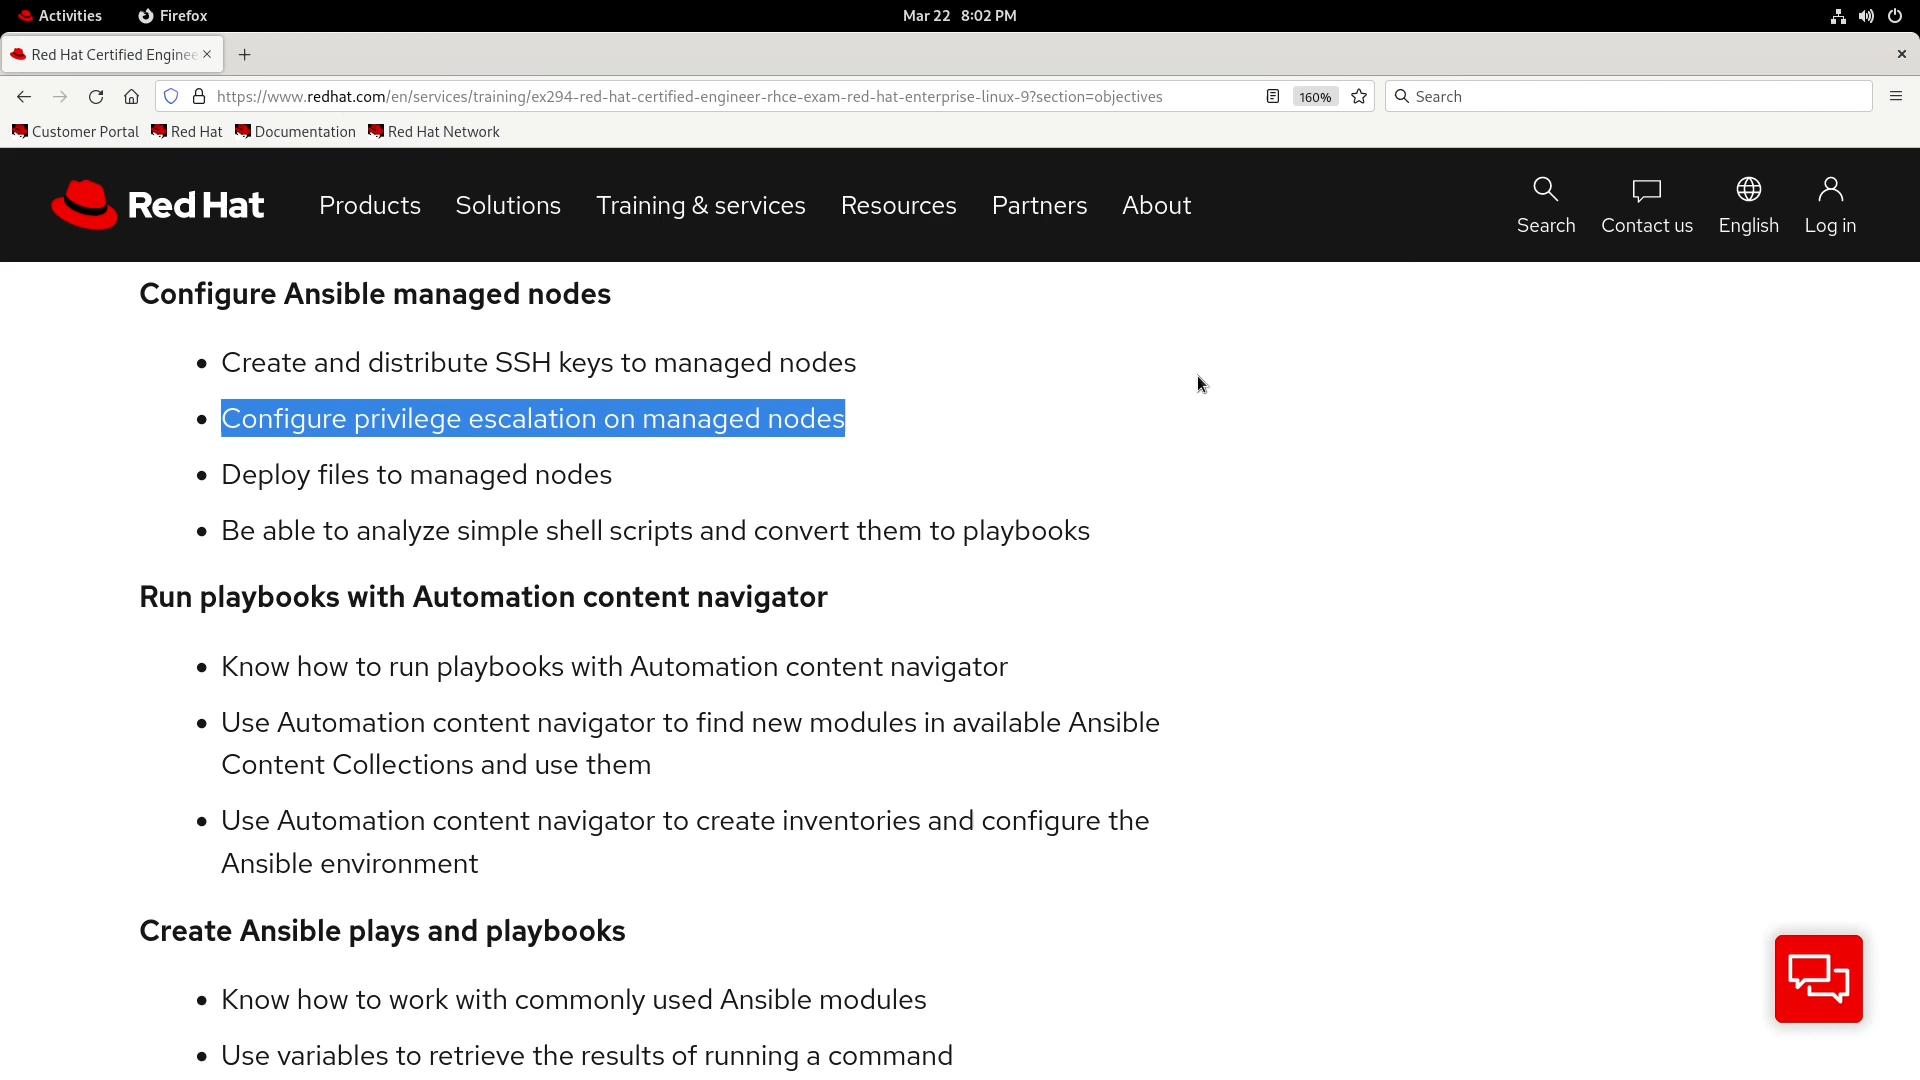 Activities Firefox Mar 22 8:02 PM
Red Hat Certified Enginee
https://www.redhat.com/en/services/training/ex294-red-hat-certified-engineer-rhce-exam-red-hat-enterprise-linux-9?section=objectives 160% Search
Customer Portal Red Hat Documentation Red Hat Network
Red Hat Products Solutions Training & services Resources Partners About Search Contact us English Log in
Configure Ansible managed nodes
• Create and distribute SSH keys to managed nodes
• Configure privilege escalation on managed nodes
• Deploy files to managed nodes
• Be able to analyze simple shell scripts and convert them to playbooks
Run playbooks with Automation content navigator
• Know how to run playbooks with Automation content navigator
• Use Automation content navigator to find new modules in available Ansible
Content Collections and use them
• Use Automation content navigator to create inventories and configure the
Ansible environment
Create Ansible plays and playbooks
• Know how to work with commonly used Ansible modules
• Use variables to retrieve the results of running a command